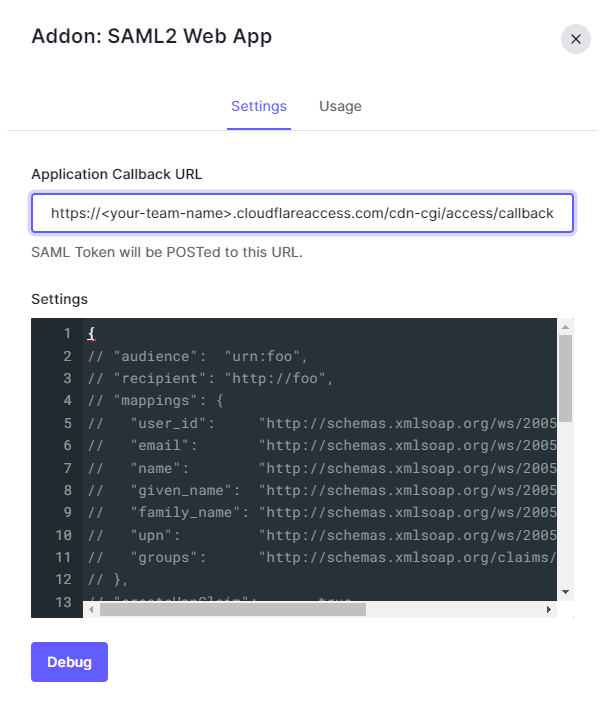 Addon: SAML2 Web App
Settings Usage
Application Callback URL
https://<your-team-name>.cloudflareaccess.com/cdn-cgi/access/callback
SAML Token will be POSTed to this URL.
Settings
1 {
2 // "audience": "urn:foo",
3 // "recipient": "http://foo",
4 // "mappings": {
5 // "user_id": "http://schemas.xmlsoap.org/ws/2005
6 // "email": "http://schemas.xmlsoap.org/ws/2005
7 // "name": "http://schemas.xmlsoap.org/ws/2005
8 // "given_name": "http://schemas.xmlsoap.org/ws/2005
9 // "family_name": "http://schemas.xmlsoap.org/ws/2005
10 // "upn": "http://schemas.xmlsoap.org/ws/2005
11 // "groups": "http://schemas.xmlsoap.org/claims/
12 // },
13 // "createUpnClaim": true
Debug